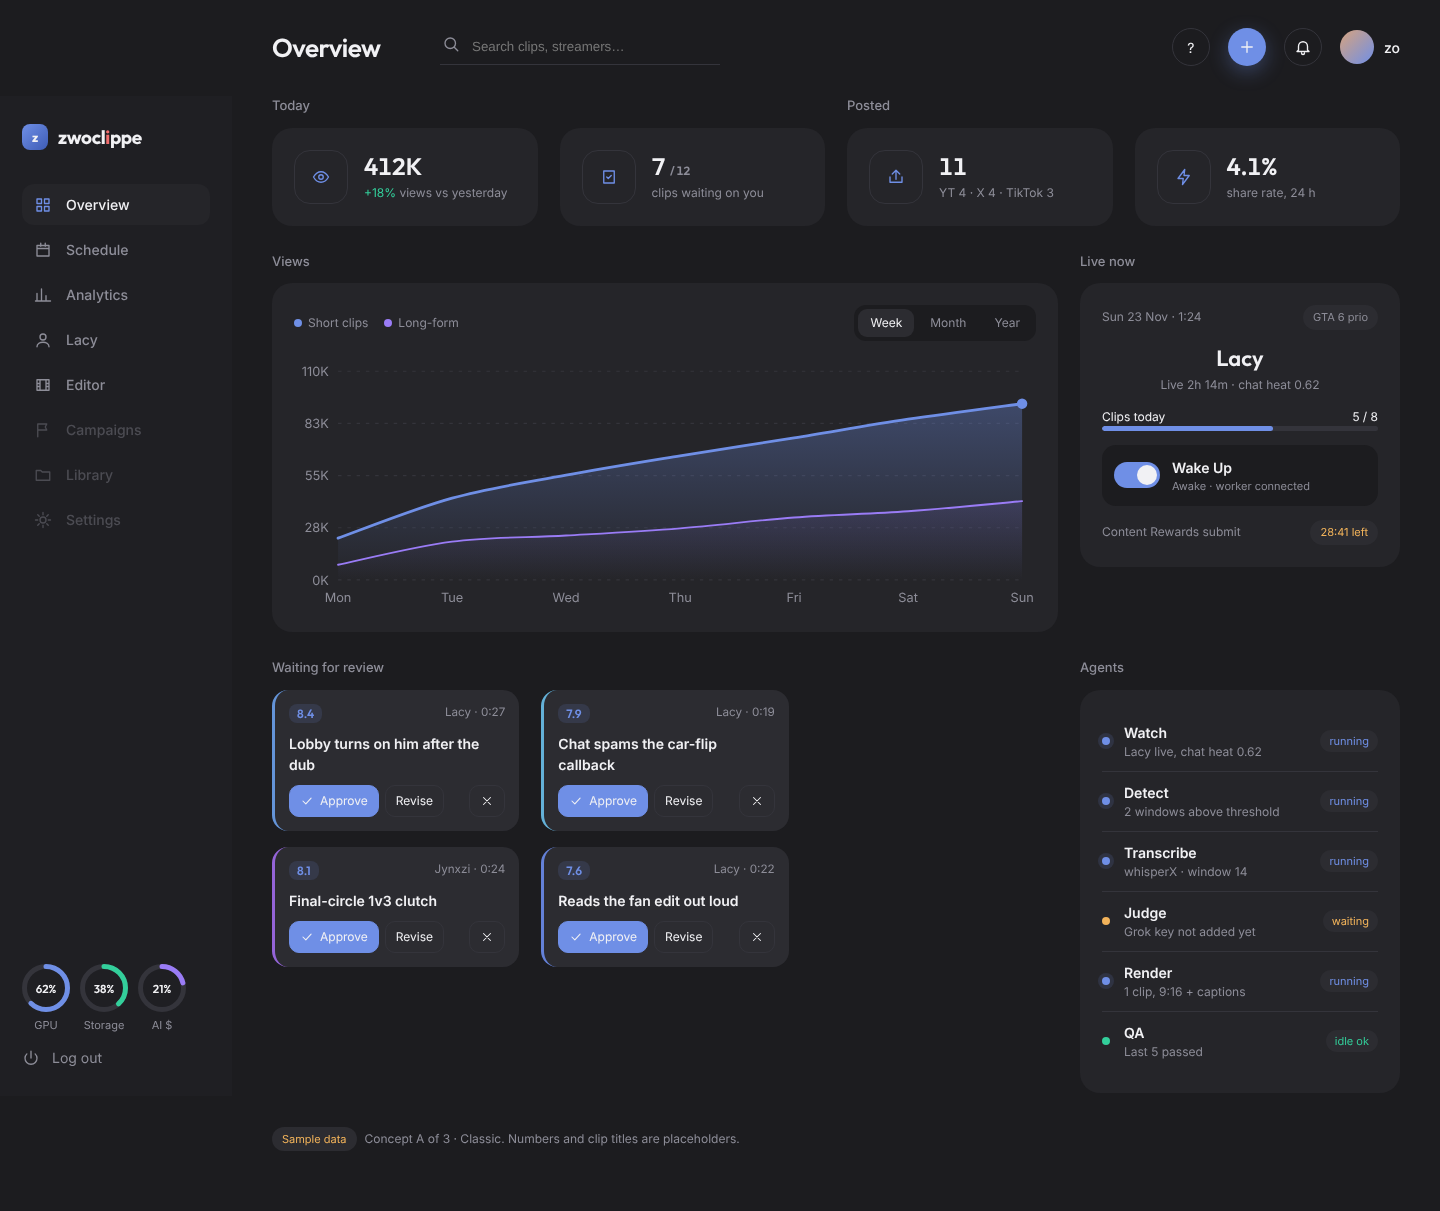 Overview
Search clips, streamers…
?
zo
z
zwoclippe
Overview
Schedule
Analytics
Lacy
Editor
Campaigns
Library
Settings
62%
38%
21%
GPU
Storage
AI $
Log out
Today
412K
+18% views vs yesterday
7 / 12
clips waiting on you
Posted
11
YT 4 · X 4 · TikTok 3
4.1%
share rate, 24 h
Views
Short clips
Long-form
Week
Month
Year
110K
83K
55K
28K
0K
Mon
Tue
Wed
Thu
Fri
Sat
Sun
Live now
Sun 23 Nov · 1:24
GTA 6 prio
Lacy
Live 2h 14m · chat heat 0.62
Clips today
5 / 8
Wake Up
Awake · worker connected
Content Rewards submit
28:41 left
Waiting for review
8.4
Lacy · 0:27
Lobby turns on him after the
dub
Approve
Revise
7.9
Lacy · 0:19
Chat spams the car-flip
callback
Approve
Revise
8.1
Jynxzi · 0:24
Final-circle 1v3 clutch
Approve
Revise
7.6
Lacy · 0:22
Reads the fan edit out loud
Approve
Revise
Agents
Watch
Lacy live, chat heat 0.62
running
Detect
2 windows above threshold
running
Transcribe
whisperX · window 14
running
Judge
Grok key not added yet
waiting
Render
1 clip, 9:16 + captions
running
QA
Last 5 passed
idle ok
Sample data
Concept A of 3 · Classic. Numbers and clip titles are placeholders.